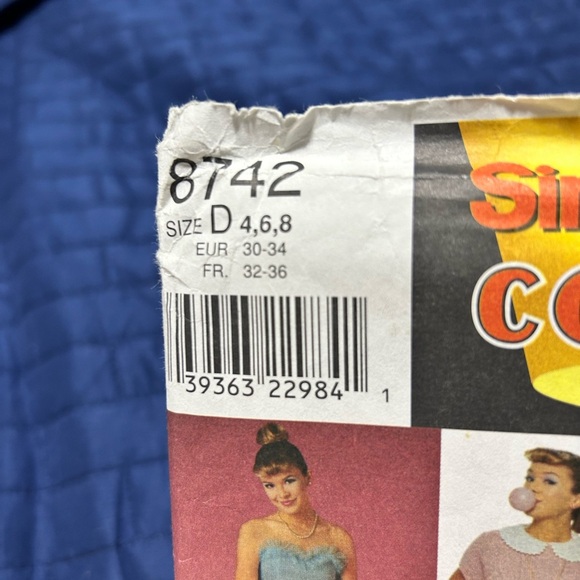 8742
SIZE D 4,6,8
EUR 30-34
FR. 32-36
39363 22984 1